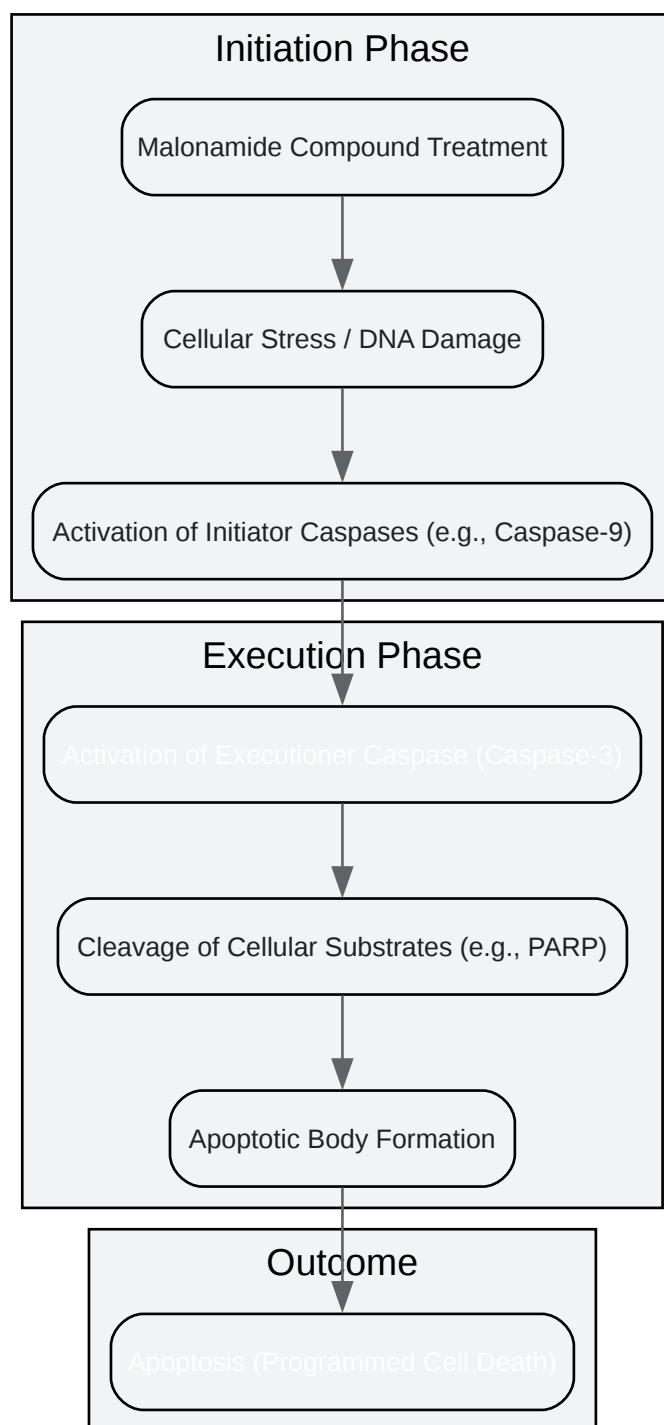 Initiation Phase
Malonamide Compound Treatment
Cellular Stress / DNA Damage
Activation of Initiator Caspases (e.g., Caspase-9)
Execution Phase
Activation of Executioner Caspase (Caspase-3)
Cleavage of Cellular Substrates (e.g., PARP)
Apoptotic Body Formation
Outcome
Apoptosis (Programmed Cell Death)